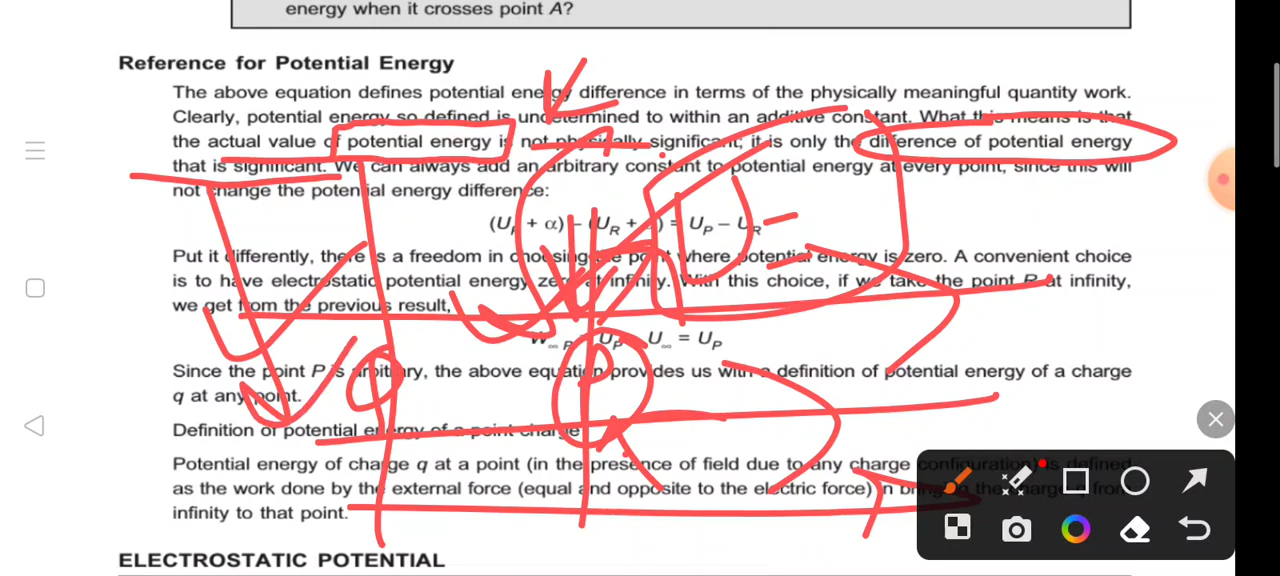 energy when it crosses point A?
Reference for Potential Energy
The above equation defines potential energy difference in terms of the physically meaningful quantity work.
Clearly, potential energy so defined is undetermined to within an additive constant. What this means is that
the actual value of potential energy is not physically significant; it is only the difference of potential energy
that is significant. We can always add an arbitrary constant to potential energy at every point, since this will
not change the potential energy difference:
(U_P + α) – (U_R + α) = U_P – U_R
Put it differently, there is a freedom in choosing the point where potential energy is zero. A convenient choice
is to have electrostatic potential energy zero at infinity. With this choice, if we take the point R at infinity,
we get from the previous result,
W_∞P = U_P – U_∞ = U_P
Since the point P is arbitrary, the above equation provides us with a definition of potential energy of a charge
q at any point.
Definition of potential energy of a point charge
Potential energy of charge q at a point (in the presence of field due to any charge configuration) is defined
as the work done by the external force (equal and opposite to the electric force) in bringing the charge q from
infinity to that point.
ELECTROSTATIC POTENTIAL